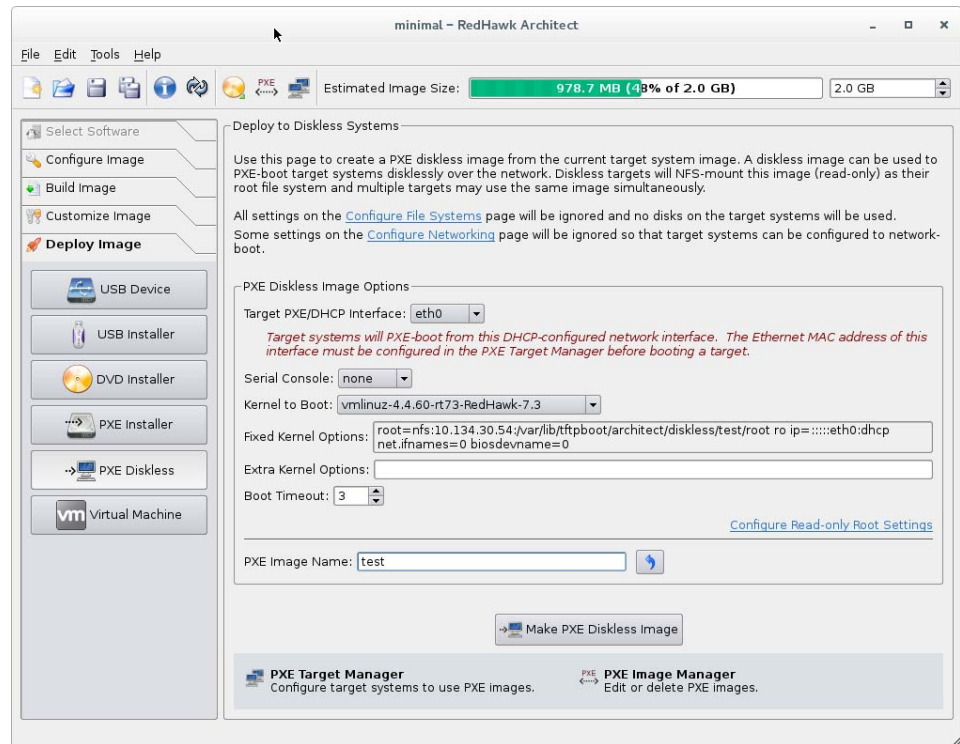 minimal - RedHawk Architect
File Edit Tools Help
PXE
Estimated Image Size:
978.7 MB (48% of 2.0 GB)
2.0 GB
Select Software
Configure Image
Build Image
Customize Image
Deploy Image
USB Device
USB Installer
DVD Installer
PXE Installer
PXE Diskless
vm Virtual Machine
Deploy to Diskless Systems
Use this page to create a PXE diskless image from the current target system image. A diskless image can be used to
PXE-boot target systems disklessly over the network. Diskless targets will NFS-mount this image (read-only) as their
root file system and multiple targets may use the same image simultaneously.
All settings on the Configure File Systems page will be ignored and no disks on the target systems will be used.
Some settings on the Configure Networking page will be ignored so that target systems can be configured to network-
boot.
PXE Diskless Image Options
Target PXE/DHCP Interface: eth0
Target systems will PXE-boot from this DHCP-configured network interface. The Ethernet MAC address of this
interface must be configured in the PXE Target Manager before booting a target.
Serial Console: none
Kernel to Boot: vmlinuz-4.4.60-rt73-RedHawk-7.3
Fixed Kernel Options:
root=nfs:10.134.30.54:/var/lib/tftpboot/architect/diskless/test/root ro ip=:::::eth0:dhcp
net.ifnames=0 biosdevname=0
Extra Kernel Options:
Boot Timeout: 3
Configure Read-only Root Settings
PXE Image Name: test
Make PXE Diskless Image
PXE Target Manager
Configure target systems to use PXE images.
PXE
PXE Image Manager
Edit or delete PXE images.